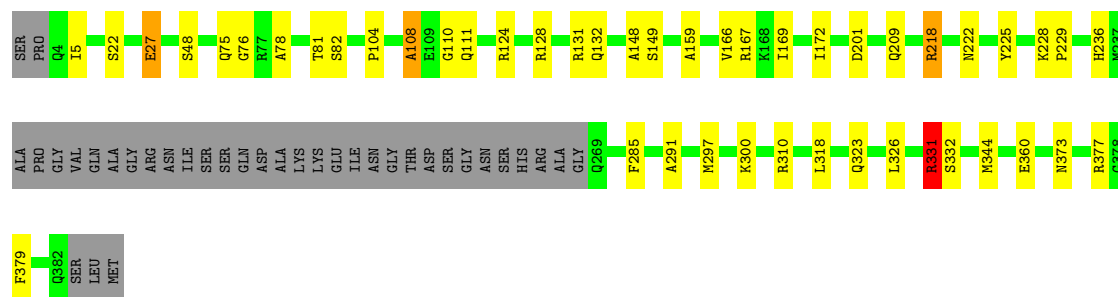 SER PRO Q4 I5 S22 E27 S48 Q75 G76 R77 A78 T81 S82 P104 A108 E109 G110 Q111 R124 R128 R131 Q132 A148 S149 A159 V166 R167 K168 I169 I172 D201 Q209 R218 N222 Y225 K228 P229 H236 M237
ALA PRO GLY VAL GLN ALA GLY ARG ASN ILE SER SER GLN ASP ALA LYS LYS GLU ILE ASN GLY THR ASP SER GLY ASN SER HIS ARG ALA GLY Q269 F285 A291 M297 K300 R310 L318 Q323 L326 R331 S332 M344 E360 N373 R377 G378
F379 Q382 SER LEU MET